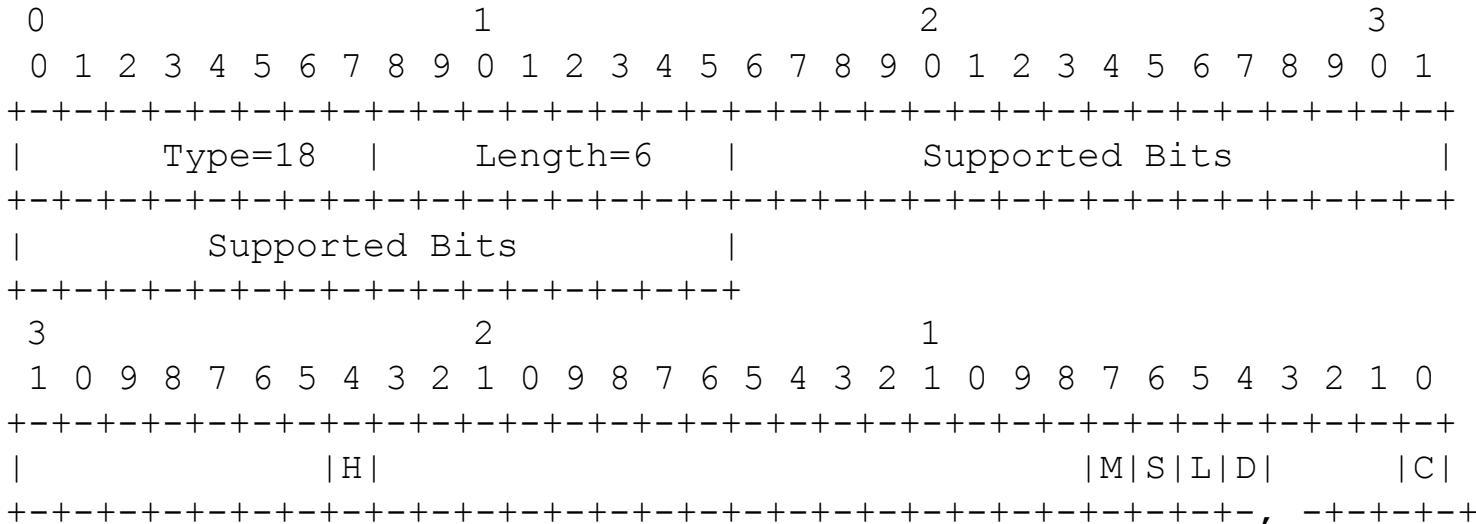 0                   1                   2                   3
 0 1 2 3 4 5 6 7 8 9 0 1 2 3 4 5 6 7 8 9 0 1 2 3 4 5 6 7 8 9 0 1
+-+-+-+-+-+-+-+-+-+-+-+-+-+-+-+-+-+-+-+-+-+-+-+-+-+-+-+-+-+-+-+-+
|      Type=18  |    Length=6   |        Supported Bits         |
+-+-+-+-+-+-+-+-+-+-+-+-+-+-+-+-+-+-+-+-+-+-+-+-+-+-+-+-+-+-+-+-+
|        Supported Bits         |
+-+-+-+-+-+-+-+-+-+-+-+-+-+-+-+-+
 3                   2                   1
 1 0 9 8 7 6 5 4 3 2 1 0 9 8 7 6 5 4 3 2 1 0 9 8 7 6 5 4 3 2 1 0
+-+-+-+-+-+-+-+-+-+-+-+-+-+-+-+-+-+-+-+-+-+-+-+-+-+-+-+-+-+-+-+-+
|             |H|                               |M|S|L|D|     |C|
+-+-+-+-+-+-+-+-+-+-+-+-+-+-+-+-+-+-+-+-+-+-+-+-+-+-+-+-, -+-+-+-+